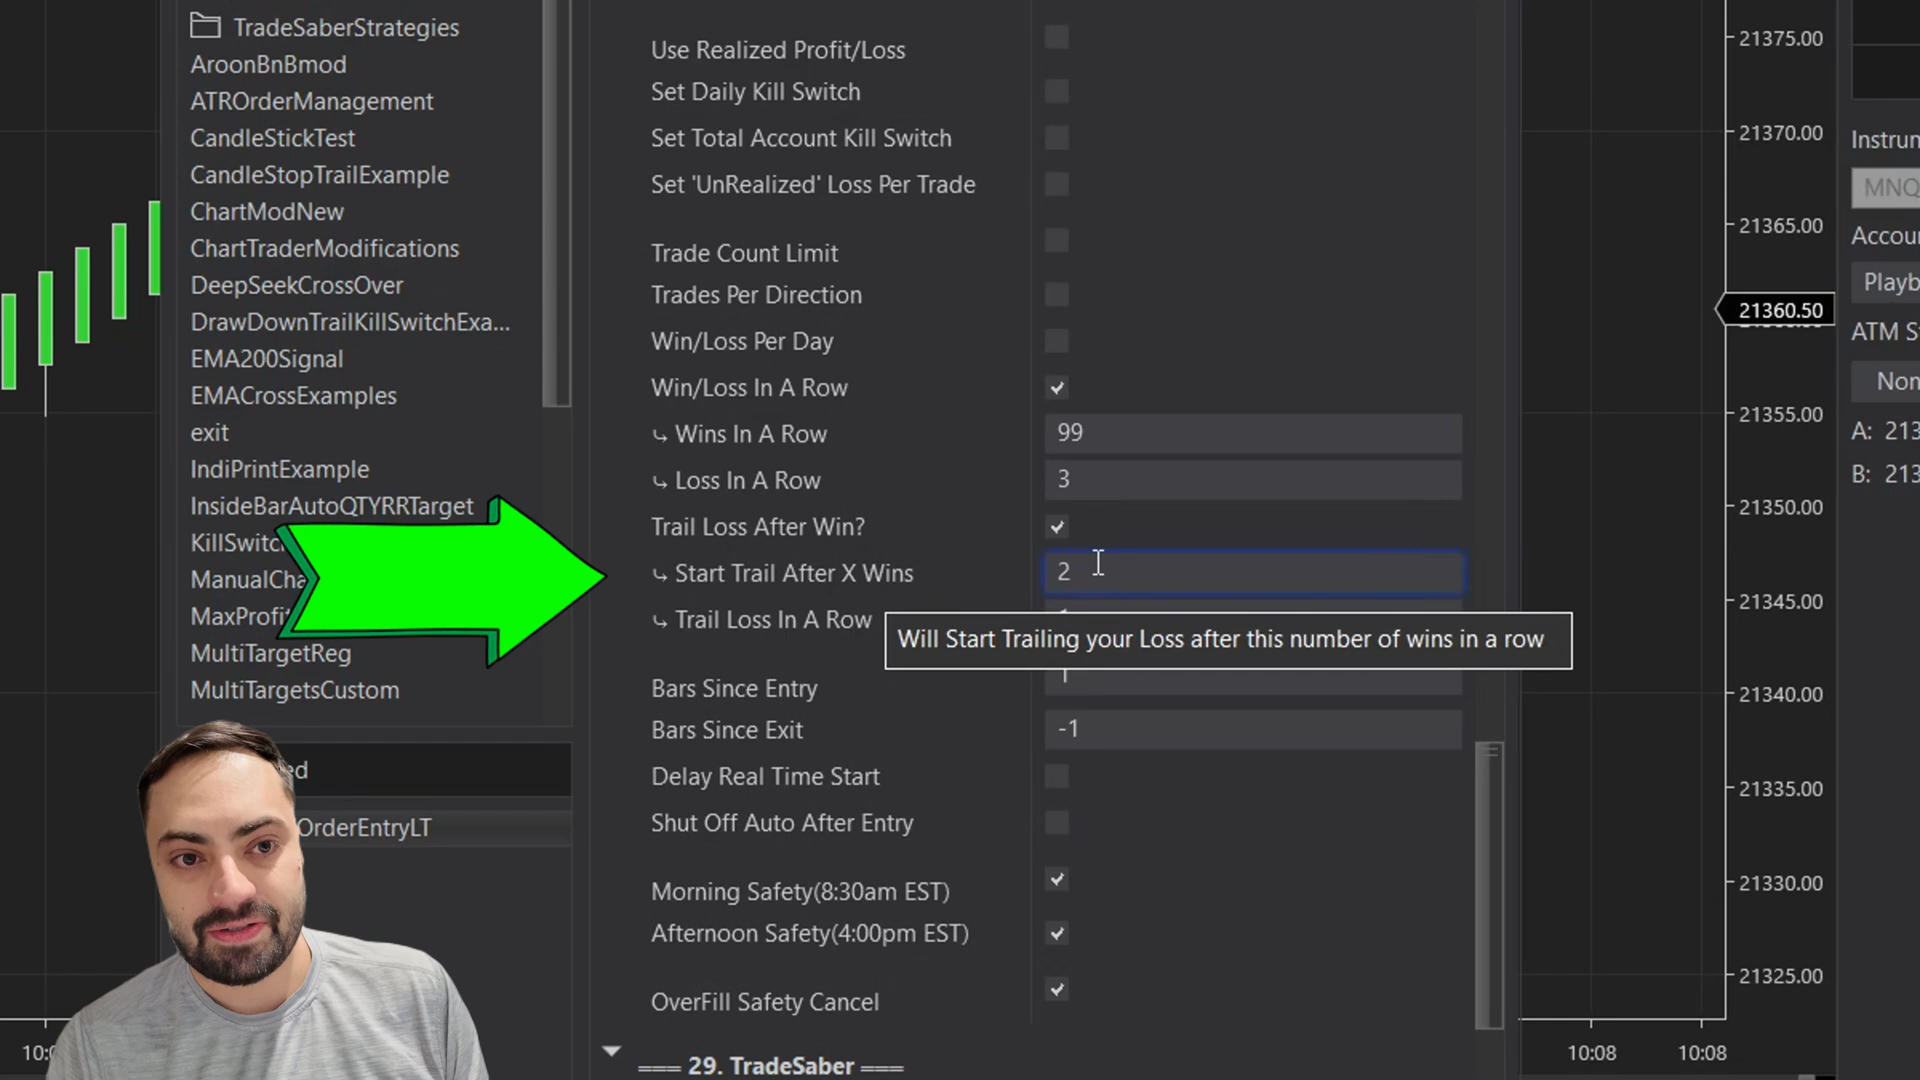 TradeSaberStrategies
AroonBnBmod
ATROrderManagement
CandleStickTest
CandleStopTrailExample
ChartModNew
ChartTraderModifications
DeepSeekCrossOver
DrawDownTrailKillSwitchExa...
EMA200Signal
EMACrossExamples
exit
IndiPrintExample
InsideBarAutoQTYRRTarget
KillSwitc
ManualCha
MaxProfi
MultiTargetReg
MultiTargetsCustom
ed
OrderEntryLT
Use Realized Profit/Loss
Set Daily Kill Switch
Set Total Account Kill Switch
Set 'UnRealized' Loss Per Trade
Trade Count Limit
Trades Per Direction
Win/Loss Per Day
Win/Loss In A Row
⤷ Wins In A Row 99
⤷ Loss In A Row 3
Trail Loss After Win?
⤷ Start Trail After X Wins 2
⤷ Trail Loss In A Row
Will Start Trailing your Loss after this number of wins in a row
Bars Since Entry
Bars Since Exit -1
Delay Real Time Start
Shut Off Auto After Entry
Morning Safety(8:30am EST)
Afternoon Safety(4:00pm EST)
OverFill Safety Cancel
=== 29. TradeSaber ===
21375.00
21370.00
21365.00
21360.50
21355.00
21350.00
21345.00
21340.00
21335.00
21330.00
21325.00
10:08 10:08
Instrum
MNQ
Accou
Playb
ATM S
Non
A: 213
B: 213